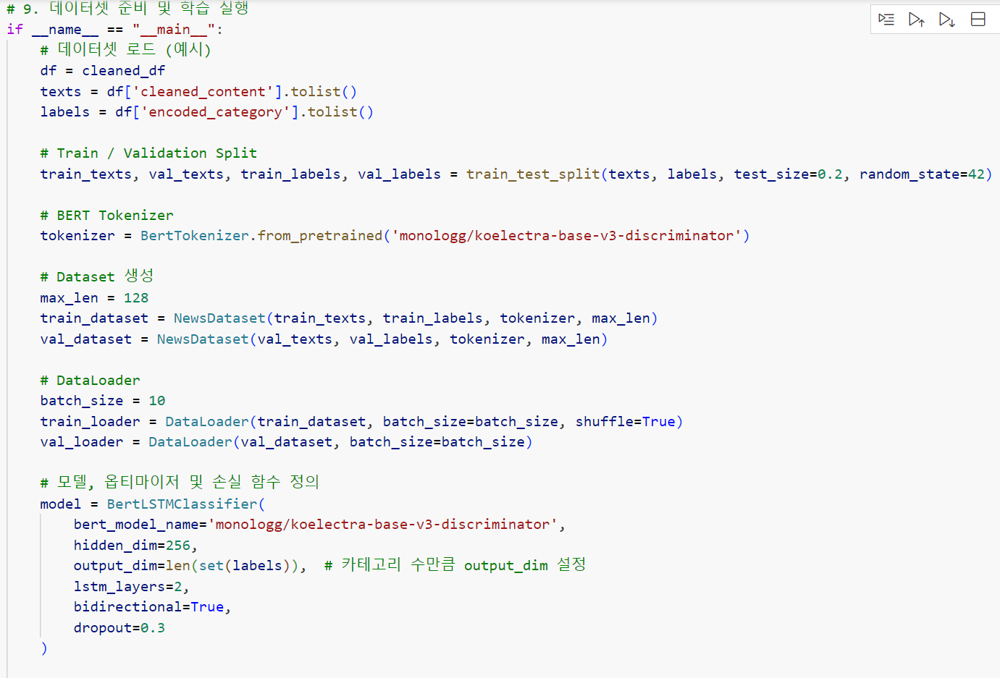 # 9. 데이터셋 준비 및 학습 실행
if __name__ == "__main__":
    # 데이터셋 로드 (예시)
    df = cleaned_df
    texts = df['cleaned_content'].tolist()
    labels = df['encoded_category'].tolist()

    # Train / Validation Split
    train_texts, val_texts, train_labels, val_labels = train_test_split(texts, labels, test_size=0.2, random_state=42)

    # BERT Tokenizer
    tokenizer = BertTokenizer.from_pretrained('monologg/koelectra-base-v3-discriminator')

    # Dataset 생성
    max_len = 128
    train_dataset = NewsDataset(train_texts, train_labels, tokenizer, max_len)
    val_dataset = NewsDataset(val_texts, val_labels, tokenizer, max_len)

    # DataLoader
    batch_size = 10
    train_loader = DataLoader(train_dataset, batch_size=batch_size, shuffle=True)
    val_loader = DataLoader(val_dataset, batch_size=batch_size)

    # 모델, 옵티마이저 및 손실 함수 정의
    model = BertLSTMClassifier(
        bert_model_name='monologg/koelectra-base-v3-discriminator',
        hidden_dim=256,
        output_dim=len(set(labels)),  # 카테고리 수만큼 output_dim 설정
        lstm_layers=2,
        bidirectional=True,
        dropout=0.3
    )